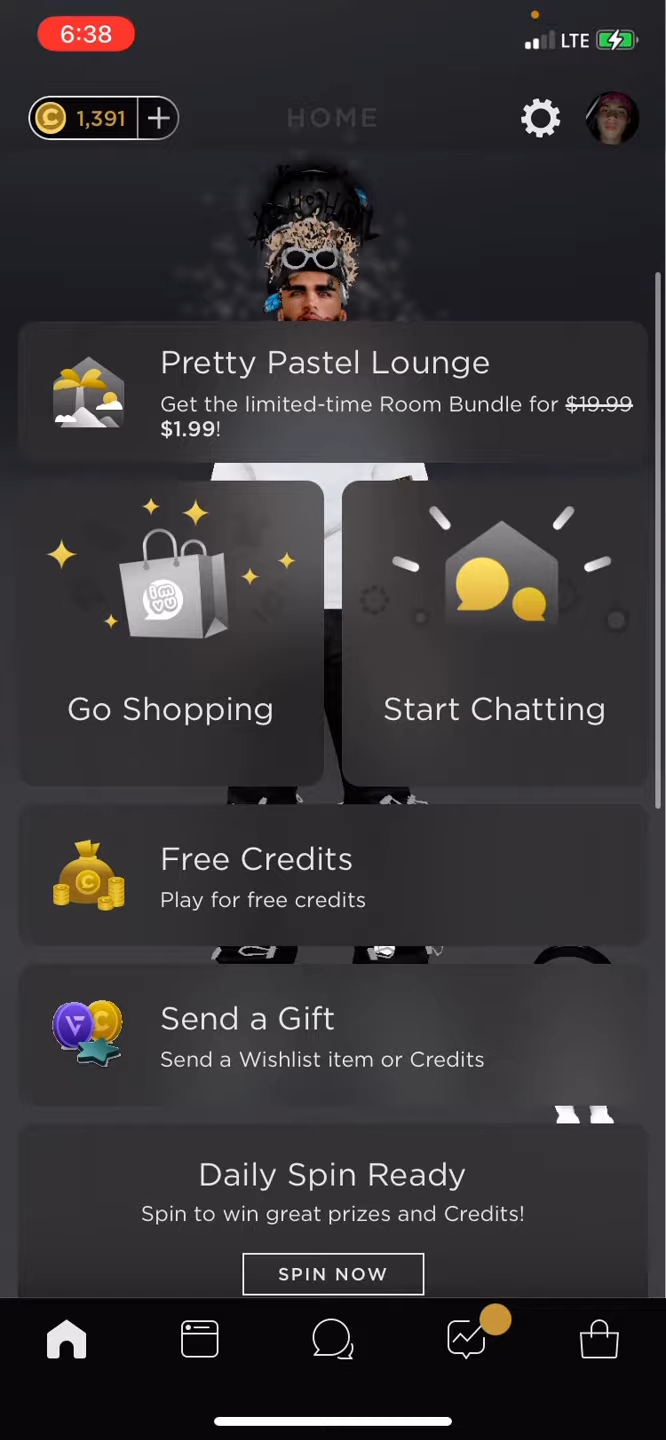 6:38
LTE
1,391
HOME
Pretty Pastel Lounge
Get the limited-time Room Bundle for $19.99
$1.99!
imvu
Go Shopping
Start Chatting
Free Credits
Play for free credits
Send a Gift
Send a Wishlist item or Credits
Daily Spin Ready
Spin to win great prizes and Credits!
SPIN NOW